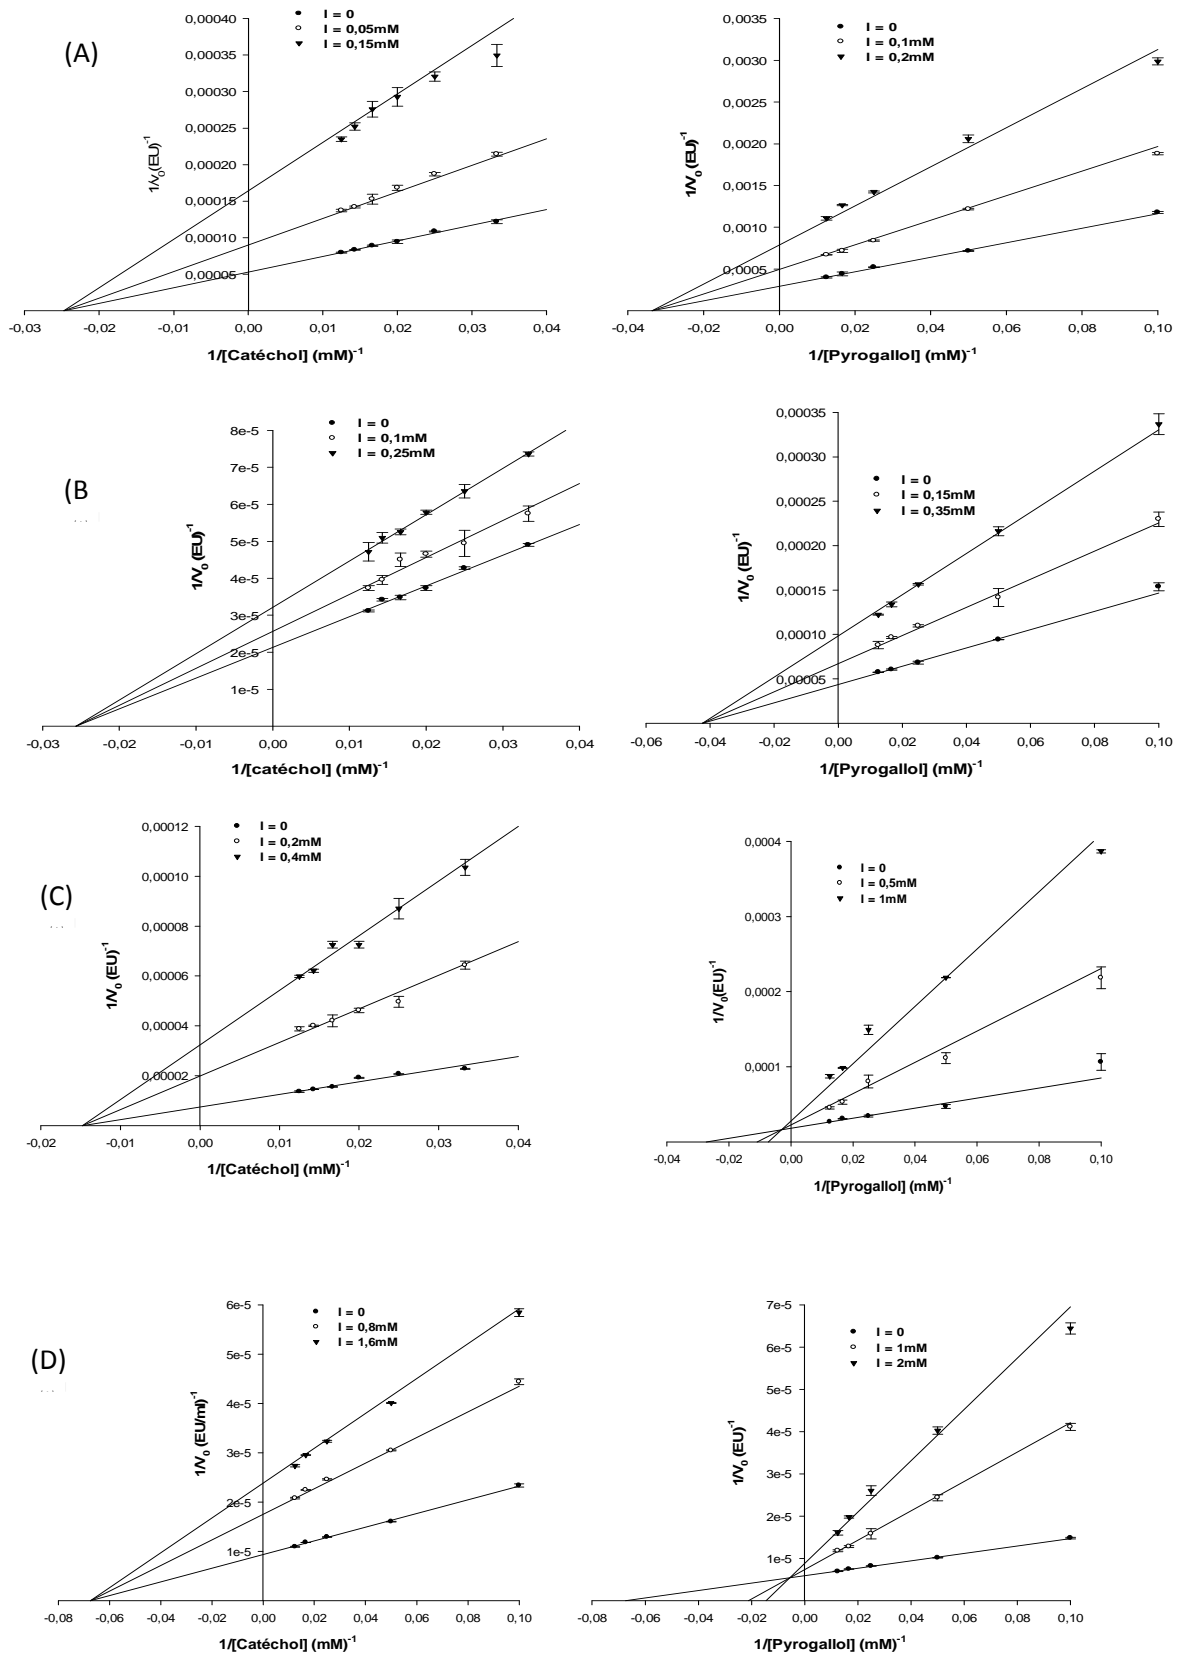 (A)
I = 0
I = 0,05mM
I = 0,15mM
0,00040
0,00035
0,00030
0,00025
0,00020
0,00015
0,00010
0,00005
1/V0(EU)-1
-0,03 -0,02 -0,01 0,00 0,01 0,02 0,03 0,04
1/[Catéchol] (mM)-1
I = 0
I = 0,1mM
I = 0,2mM
0,0035
0,0030
0,0020
0,0015
0,0010
0,0005
1/V0 (EU)-1
-0,04 -0,02 0,00 0,02 0,04 0,06 0,08 0,10
1/[Pyrogallol] (mM)-1
(B
I = 0
I = 0,1mM
I = 0,25mM
8e-5
7e-5
6e-5
5e-5
4e-5
3e-5
2e-5
1e-5
1/V0 (EU)-1
-0,03 -0,02 -0,01 0,00 0,01 0,02 0,03 0,04
1/[catéchol] (mM)-1
I = 0
I = 0,15mM
I = 0,35mM
0,00035
0,00030
0,00025
0,00020
0,00015
0,00010
0,00005
1/V0 (EU)-1
-0,06 -0,04 -0,02 0,00 0,02 0,04 0,06 0,08 0,10
1/[Pyrogallol] (mM)-1
(C)
I = 0
I = 0,2mM
I = 0,4mM
0,00012
0,00010
0,00008
0,00006
0,00004
0,00002
1/V0 (EU)-1
-0,02 -0,01 0,00 0,01 0,02 0,03 0,04
1/[Catéchol] (mM)-1
I = 0
I = 0,5mM
I = 1mM
0,0004
0,0003
0,0002
0,0001
1/V0(EU)-1
-0,04 -0,02 0,00 0,02 0,04 0,06 0,08 0,10
1/[Pyrogallol] (mM)-1
(D)
I = 0
I = 0,8mM
I = 1,6mM
6e-5
5e-5
4e-5
3e-5
2e-5
1e-5
1/V0 (EU/ml)-1
-0,08 -0,06 -0,04 -0,02 0,00 0,02 0,04 0,06 0,08 0,10
1/[Catéchol] (mM)-1
I = 0
I = 1mM
I = 2mM
7e-5
6e-5
5e-5
4e-5
3e-5
2e-5
1e-5
1/V0 (EU)-1
-0,08 -0,06 -0,04 -0,02 0,00 0,02 0,04 0,06 0,08 0,10
1/[Pyrogallol] (mM)-1